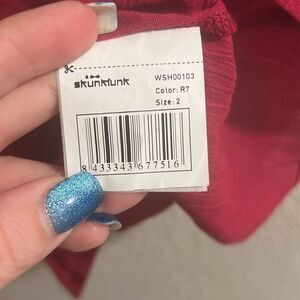 skunkfunk
WSH00103
Color: R7
Size: 2
8 433343 677516